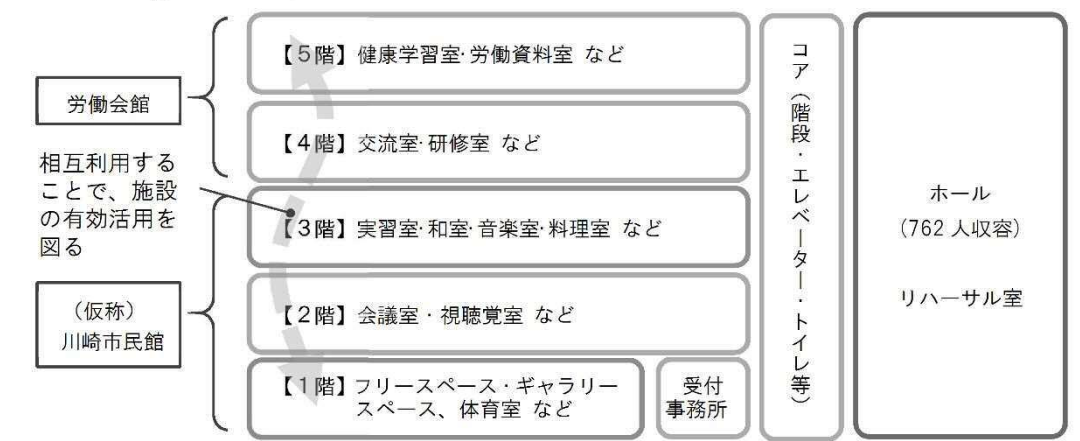 労働会館
相互利用する
ことで、施設
の有効活用を
図る
(仮称)
川崎市民館
【5階】健康学習室・労働資料室 など
【4階】交流室・研修室 など
【3階】実習室・和室・音楽室・料理室 など
【2階】会議室・視聴覚室 など
【1階】フリースペース・ギャラリー
スペース、体育室 など
受付
事務所
コア(階段・エレベーター・トイレ等)
ホール
(762人収容)
リハーサル室